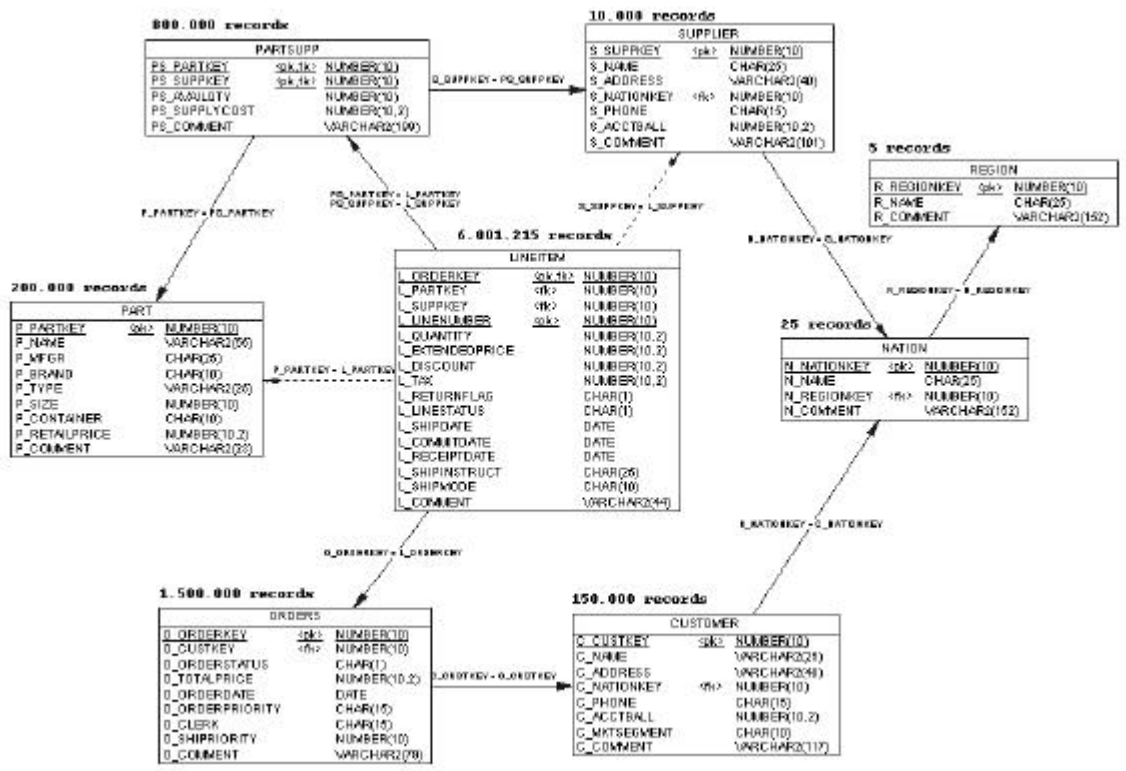 800.000 records
PARTSUPP
PS_PARTKEY <pk,fk> NUMBER(10)
PS_SUPPKEY <pk,fk> NUMBER(10)
PS_AVAILQTY NUMBER(10)
PS_SUPPLYCOST NUMBER(10,2)
PS_COMMENT VARCHAR2(199)
S_SUPPKEY = PS_SUPPKEY
10.000 records
SUPPLIER
S_SUPPKEY <pk> NUMBER(10)
S_NAME CHAR(25)
S_ADDRESS VARCHAR2(40)
S_NATIONKEY <fk> NUMBER(10)
S_PHONE CHAR(15)
S_ACCTBALL NUMBER(10,2)
S_COMMENT VARCHAR2(101)
5 records
REGION
R_REGIONKEY <pk> NUMBER(10)
R_NAME CHAR(25)
R_COMMENT VARCHAR2(152)
P_PARTKEY = PS_PARTKEY
PS_PARTKEY = L_PARTKEY
PS_SUPPKEY = L_SUPPKEY
S_SUPPKEY = L_SUPPKEY
N_NATIONKEY = S_NATIONKEY
R_REGIONKEY = N_REGIONKEY
200.000 records
PART
P_PARTKEY <pk> NUMBER(10)
P_NAME VARCHAR2(55)
P_MFGR CHAR(25)
P_BRAND CHAR(10)
P_TYPE VARCHAR2(25)
P_SIZE NUMBER(10)
P_CONTAINER CHAR(10)
P_RETAILPRICE NUMBER(10,2)
P_COMMENT VARCHAR2(23)
P_PARTKEY = L_PARTKEY
6.001.215 records
LINEITEM
L_ORDERKEY <pk,fk> NUMBER(10)
L_PARTKEY <fk> NUMBER(10)
L_SUPPKEY <fk> NUMBER(10)
L_LINENUMBER <pk> NUMBER(10)
L_QUANTITY NUMBER(10,2)
L_EXTENDEDPRICE NUMBER(10,2)
L_DISCOUNT NUMBER(10,2)
L_TAX NUMBER(10,2)
L_RETURNFLAG CHAR(1)
L_LINESTATUS CHAR(1)
L_SHIPDATE DATE
L_COMMITDATE DATE
L_RECEIPTDATE DATE
L_SHIPINSTRUCT CHAR(25)
L_SHIPMODE CHAR(10)
L_COMMENT VARCHAR2(44)
25 records
NATION
N_NATIONKEY <pk> NUMBER(10)
N_NAME CHAR(25)
N_REGIONKEY <fk> NUMBER(10)
N_COMMENT VARCHAR2(152)
O_ORDERKEY = L_ORDERKEY
N_NATIONKEY = C_NATIONKEY
1.500.000 records
ORDERS
O_ORDERKEY <pk> NUMBER(10)
O_CUSTKEY <fk> NUMBER(10)
O_ORDERSTATUS CHAR(1)
O_TOTALPRICE NUMBER(10,2)
O_ORDERDATE DATE
O_ORDERPRIORITY CHAR(15)
O_CLERK CHAR(15)
O_SHIPRIORITY NUMBER(10)
O_COMMENT VARCHAR2(79)
C_CUSTKEY = O_CUSTKEY
150.000 records
CUSTOMER
C_CUSTKEY <pk> NUMBER(10)
C_NAME VARCHAR2(25)
C_ADDRESS VARCHAR2(40)
C_NATIONKEY <fk> NUMBER(10)
C_PHONE CHAR(15)
C_ACCTBALL NUMBER(10,2)
C_MKTSEGMENT CHAR(10)
C_COMMENT VARCHAR2(117)